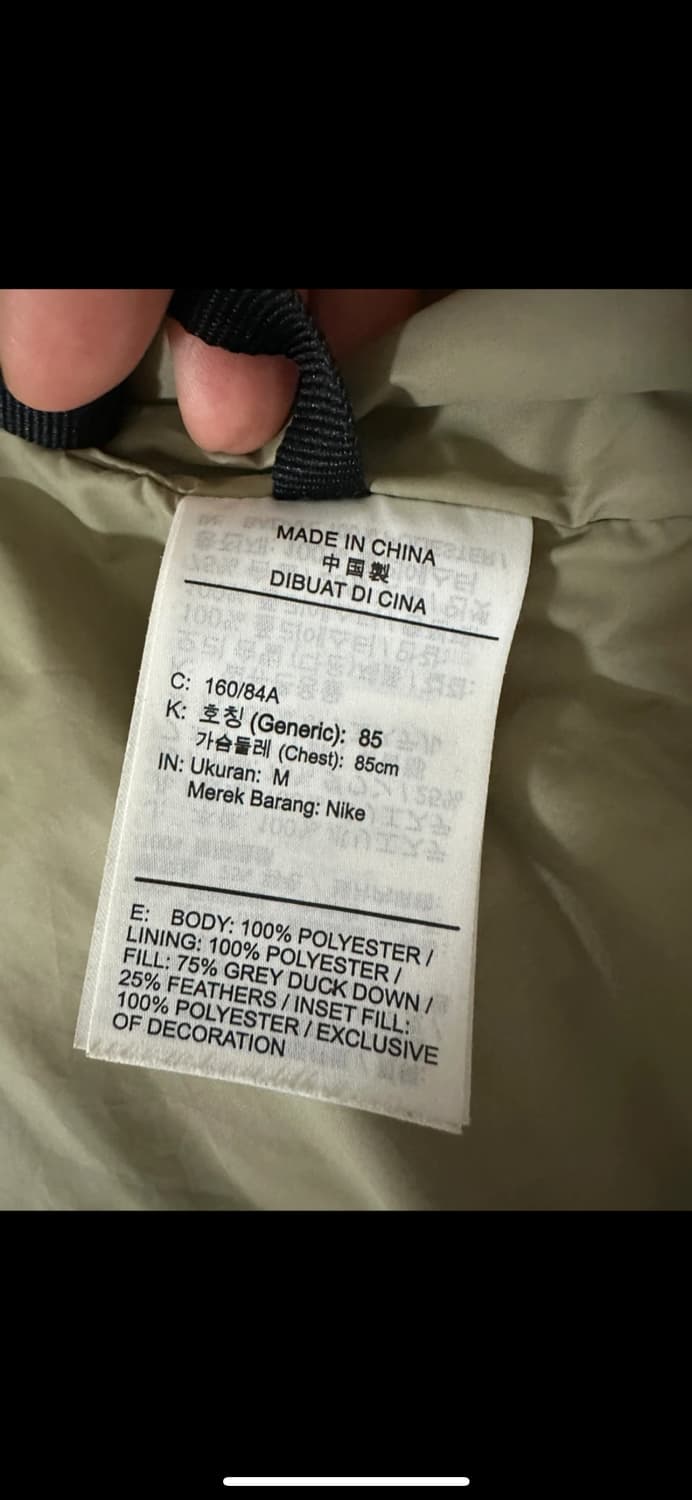 MADE IN CHINA
中国製
DIBUAT DI CINA
C: 160/84A
K: 호칭 (Generic): 85
가슴둘레 (Chest): 85cm
IN: Ukuran: M
Merek Barang: Nike
E: BODY: 100% POLYESTER /
LINING: 100% POLYESTER /
FILL: 75% GREY DUCK DOWN /
25% FEATHERS / INSET FILL:
100% POLYESTER / EXCLUSIVE
OF DECORATION